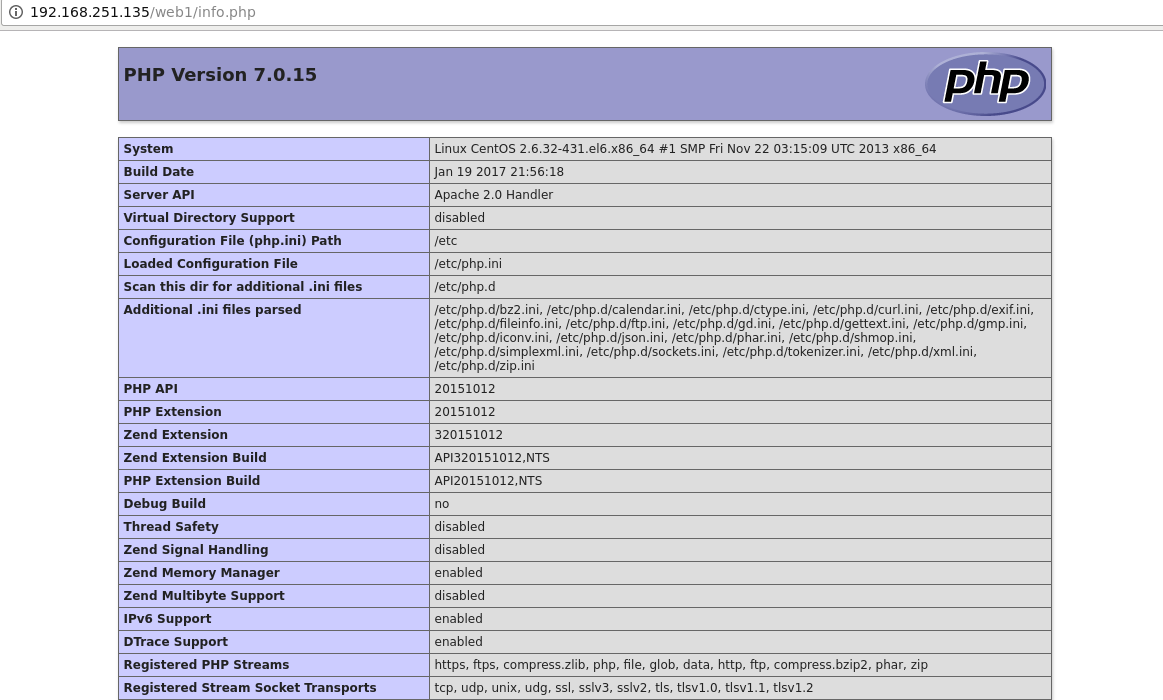 192.168.251.135/web1/info.php
PHP Version 7.0.15
php
System Linux CentOS 2.6.32-431.el6.x86_64 #1 SMP Fri Nov 22 03:15:09 UTC 2013 x86_64
Build Date Jan 19 2017 21:56:18
Server API Apache 2.0 Handler
Virtual Directory Support disabled
Configuration File (php.ini) Path /etc
Loaded Configuration File /etc/php.ini
Scan this dir for additional .ini files /etc/php.d
Additional .ini files parsed /etc/php.d/bz2.ini, /etc/php.d/calendar.ini, /etc/php.d/ctype.ini, /etc/php.d/curl.ini, /etc/php.d/exif.ini,
/etc/php.d/fileinfo.ini, /etc/php.d/ftp.ini, /etc/php.d/gd.ini, /etc/php.d/gettext.ini, /etc/php.d/gmp.ini,
/etc/php.d/iconv.ini, /etc/php.d/json.ini, /etc/php.d/phar.ini, /etc/php.d/shmop.ini,
/etc/php.d/simplexml.ini, /etc/php.d/sockets.ini, /etc/php.d/tokenizer.ini, /etc/php.d/xml.ini,
/etc/php.d/zip.ini
PHP API 20151012
PHP Extension 20151012
Zend Extension 320151012
Zend Extension Build API320151012,NTS
PHP Extension Build API20151012,NTS
Debug Build no
Thread Safety disabled
Zend Signal Handling disabled
Zend Memory Manager enabled
Zend Multibyte Support disabled
IPv6 Support enabled
DTrace Support enabled
Registered PHP Streams https, ftps, compress.zlib, php, file, glob, data, http, ftp, compress.bzip2, phar, zip
Registered Stream Socket Transports tcp, udp, unix, udg, ssl, sslv3, sslv2, tls, tlsv1.0, tlsv1.1, tlsv1.2